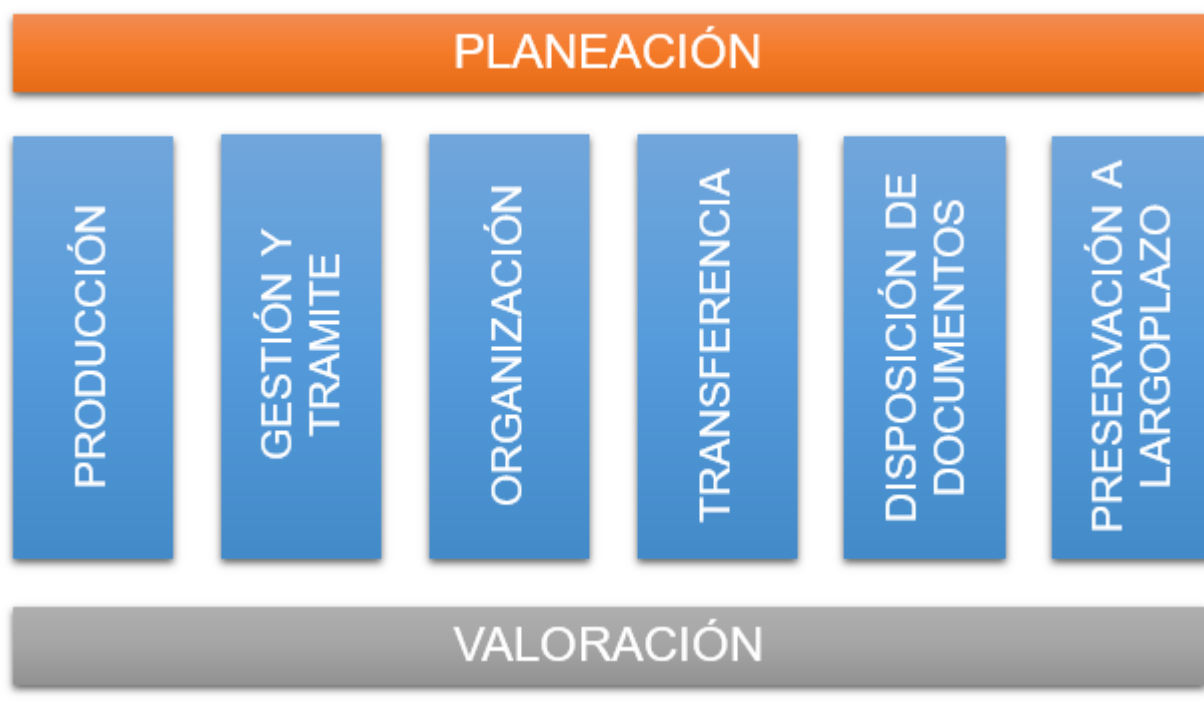 PLANEACIÓN
PRODUCCIÓN
GESTIÓN Y
TRAMITE
ORGANIZACIÓN
TRANSFERENCIA
DISPOSICIÓN DE
DOCUMENTOS
PRESERVACIÓN A
LARGOPLAZO
VALORACIÓN